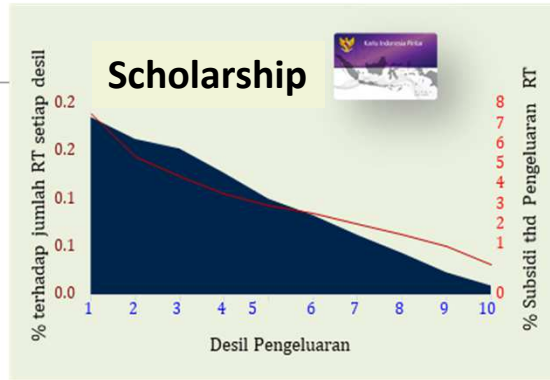 Scholarship
Kartu Indonesia Pintar
% terhadap jumlah RT setiap desil
0.2
0.2
0.1
0.1
0.0
8
7
6
5
4
3
2
1
0
% Subsidi thd Pengeluaran RT
1 2 3 4 5 6 7 8 9 10
Desil Pengeluaran